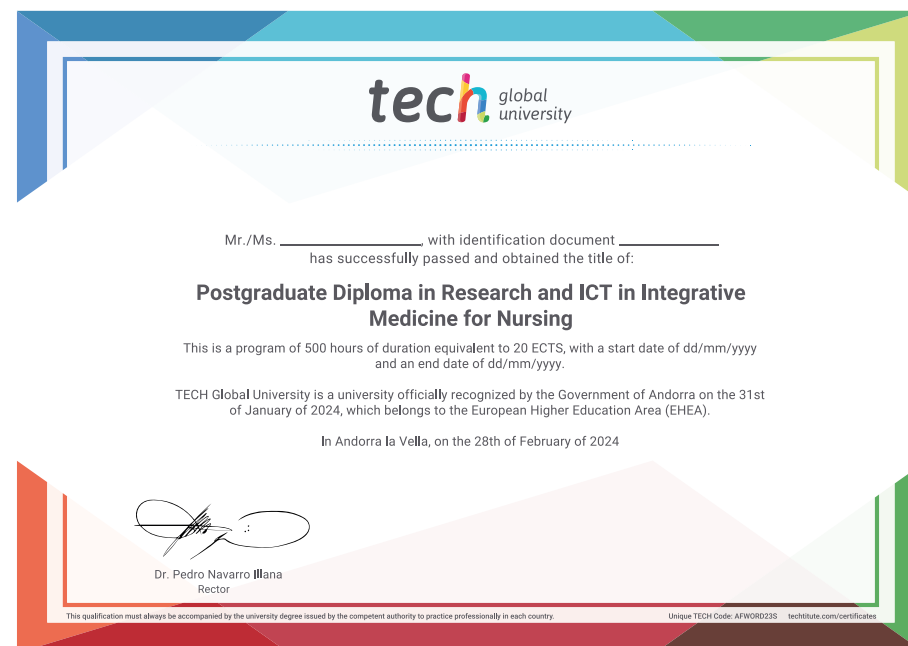 tech global university
Mr./Ms. ____________________, with identification document ______________
has successfully passed and obtained the title of:
Postgraduate Diploma in Research and ICT in Integrative
Medicine for Nursing
This is a program of 500 hours of duration equivalent to 20 ECTS, with a start date of dd/mm/yyyy
and an end date of dd/mm/yyyy.
TECH Global University is a university officially recognized by the Government of Andorra on the 31st
of January of 2024, which belongs to the European Higher Education Area (EHEA).
In Andorra la Vella, on the 28th of February of 2024
Dr. Pedro Navarro Illana
Rector
This qualification must always be accompanied by the university degree issued by the competent authority to practice professionally in each country. Unique TECH Code: AFWORD23S techtitute.com/certificates